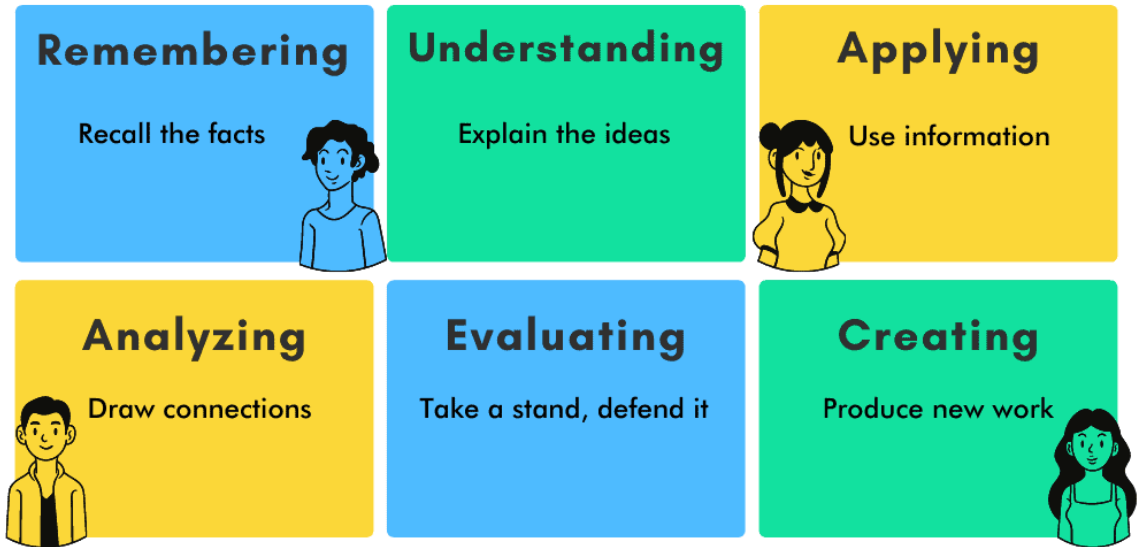 Remembering
Recall the facts
Understanding
Explain the ideas
Applying
Use information
Analyzing
Draw connections
Evaluating
Take a stand, defend it
Creating
Produce new work